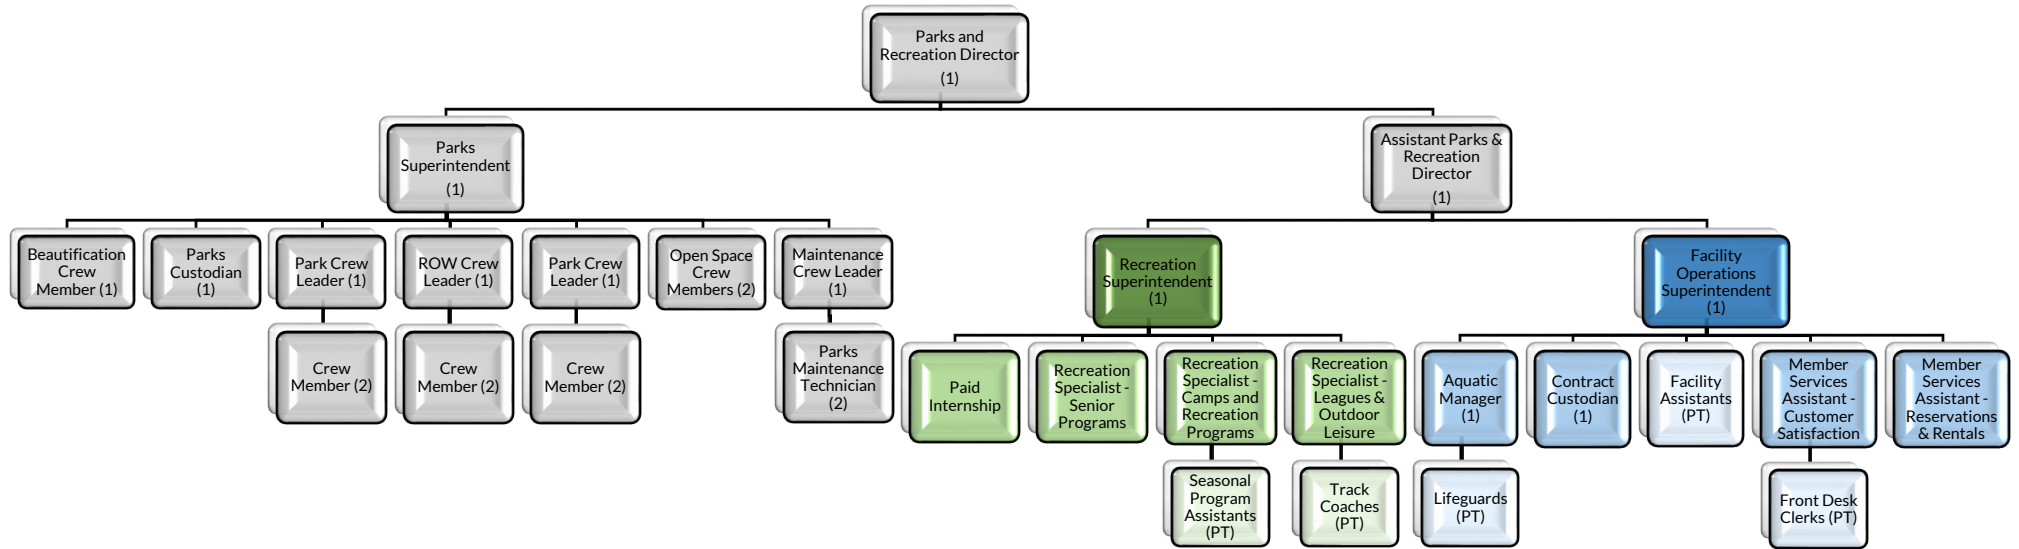 Parks and
Recreation Director
(1)
Parks
Superintendent
(1)
Assistant Parks &
Recreation
Director
(1)
Beautification
Crew
Member (1)
Parks
Custodian
(1)
Park Crew
Leader (1)
ROW Crew
Leader (1)
Park Crew
Leader (1)
Open Space
Crew
Members (2)
Maintenance
Crew Leader
(1)
Recreation
Superintendent
(1)
Facility
Operations
Superintendent
(1)
Crew
Member (2)
Crew
Member (2)
Crew
Member (2)
Parks
Maintenance
Technician
(2)
Paid
Internship
Recreation
Specialist -
Senior
Programs
Recreation
Specialist -
Camps and
Recreation
Programs
Recreation
Specialist -
Leagues &
Outdoor
Leisure
Aquatic
Manager
(1)
Contract
Custodian
(1)
Facility
Assistants
(PT)
Member
Services
Assistant -
Customer
Satisfaction
Member
Services
Assistant -
Reservations
& Rentals
Seasonal
Program
Assistants
(PT)
Track
Coaches
(PT)
Lifeguards
(PT)
Front Desk
Clerks (PT)